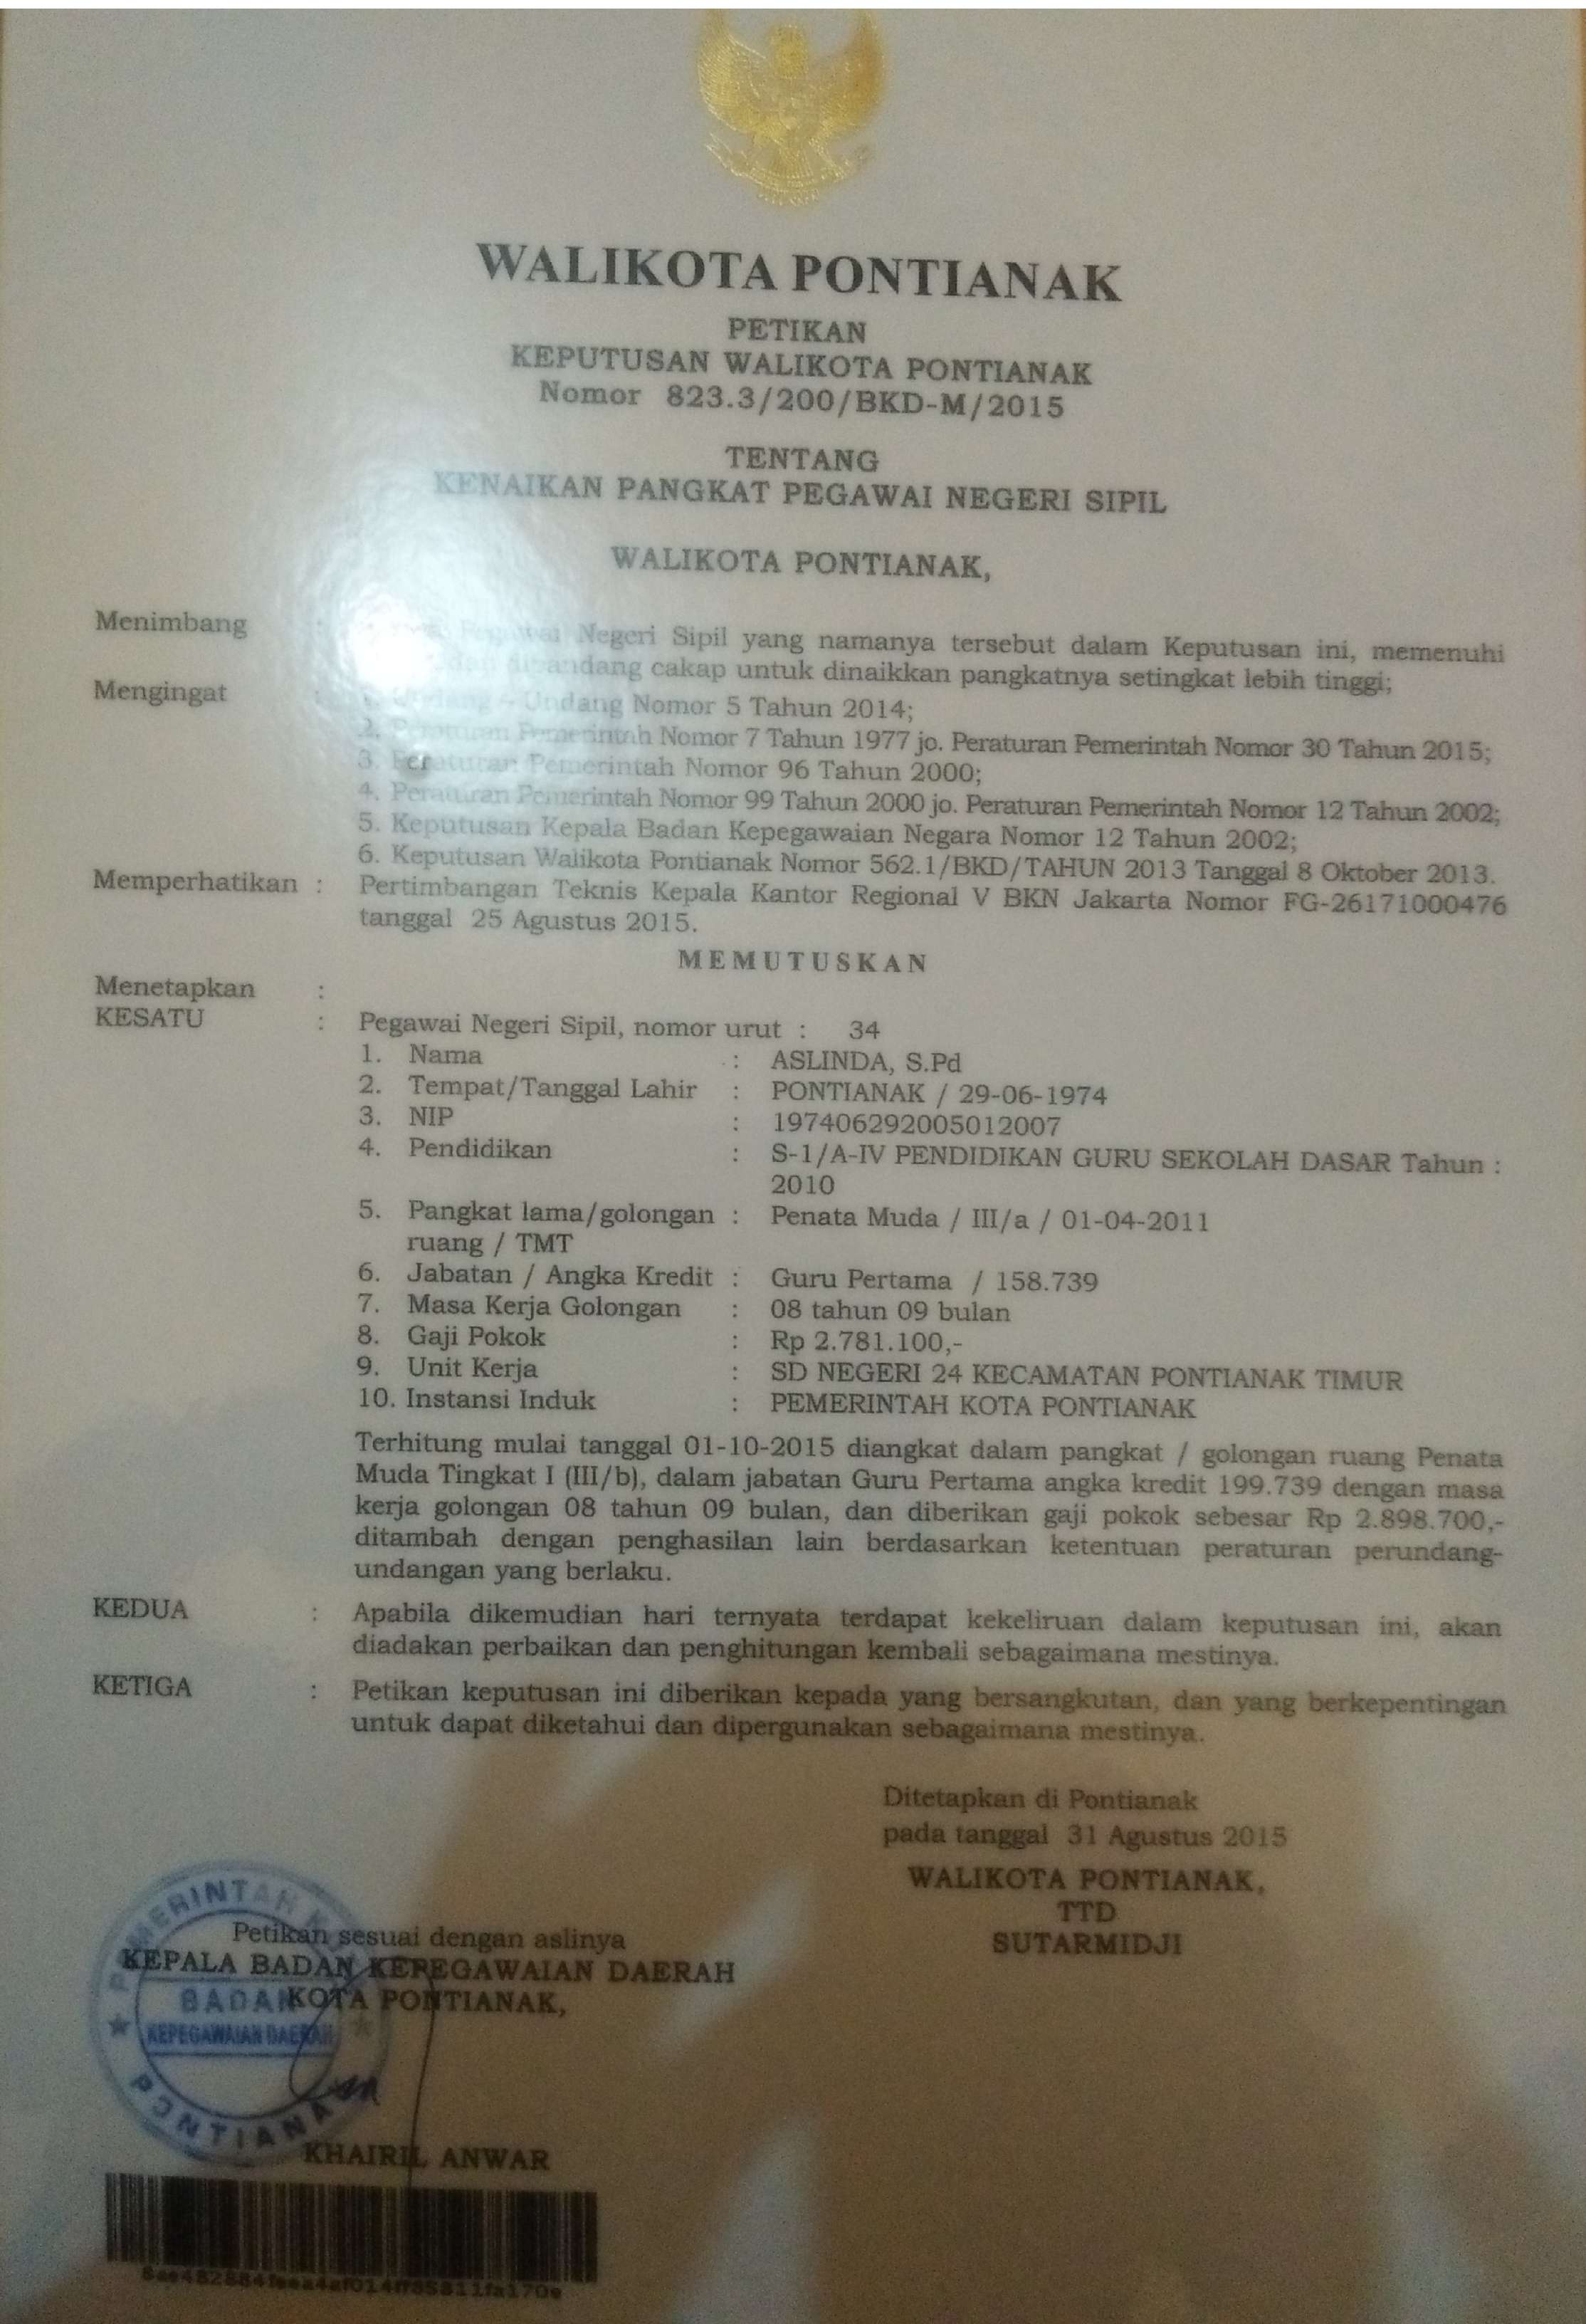 WALIKOTA PONTIANAK
PETIKAN
KEPUTUSAN WALIKOTA PONTIANAK
Nomor 823.3/200/BKD-M/2015
TENTANG
KENAIKAN PANGKAT PEGAWAI NEGERI SIPIL
WALIKOTA PONTIANAK,
Menimbang : Pegawai Negeri Sipil yang namanya tersebut dalam Keputusan ini, memenuhi
dan dipandang cakap untuk dinaikkan pangkatnya setingkat lebih tinggi;
Mengingat : 1. Undang - Undang Nomor 5 Tahun 2014;
2. Peraturan Pemerintah Nomor 7 Tahun 1977 jo. Peraturan Pemerintah Nomor 30 Tahun 2015;
3. Peraturan Pemerintah Nomor 96 Tahun 2000;
4. Peraturan Pemerintah Nomor 99 Tahun 2000 jo. Peraturan Pemerintah Nomor 12 Tahun 2002;
5. Keputusan Kepala Badan Kepegawaian Negara Nomor 12 Tahun 2002;
6. Keputusan Walikota Pontianak Nomor 562.1/BKD/TAHUN 2013 Tanggal 8 Oktober 2013.
Memperhatikan : Pertimbangan Teknis Kepala Kantor Regional V BKN Jakarta Nomor FG-26171000476
tanggal 25 Agustus 2015.
MEMUTUSKAN
Menetapkan :
KESATU : Pegawai Negeri Sipil, nomor urut : 34
1. Nama : ASLINDA, S.Pd
2. Tempat/Tanggal Lahir : PONTIANAK / 29-06-1974
3. NIP : 197406292005012007
4. Pendidikan : S-1/A-IV PENDIDIKAN GURU SEKOLAH DASAR Tahun :
2010
5. Pangkat lama/golongan : Penata Muda / III/a / 01-04-2011
ruang / TMT
6. Jabatan / Angka Kredit : Guru Pertama / 158.739
7. Masa Kerja Golongan : 08 tahun 09 bulan
8. Gaji Pokok : Rp 2.781.100,-
9. Unit Kerja : SD NEGERI 24 KECAMATAN PONTIANAK TIMUR
10. Instansi Induk : PEMERINTAH KOTA PONTIANAK
Terhitung mulai tanggal 01-10-2015 diangkat dalam pangkat / golongan ruang Penata
Muda Tingkat I (III/b), dalam jabatan Guru Pertama angka kredit 199.739 dengan masa
kerja golongan 08 tahun 09 bulan, dan diberikan gaji pokok sebesar Rp 2.898.700,-
ditambah dengan penghasilan lain berdasarkan ketentuan peraturan perundang-
undangan yang berlaku.
KEDUA : Apabila dikemudian hari ternyata terdapat kekeliruan dalam keputusan ini, akan
diadakan perbaikan dan penghitungan kembali sebagaimana mestinya.
KETIGA : Petikan keputusan ini diberikan kepada yang bersangkutan, dan yang berkepentingan
untuk dapat diketahui dan dipergunakan sebagaimana mestinya.
Ditetapkan di Pontianak
pada tanggal 31 Agustus 2015
WALIKOTA PONTIANAK,
TTD
SUTARMIDJI
Petikan sesuai dengan aslinya
KEPALA BADAN KEPEGAWAIAN DAERAH
KOTA PONTIANAK,
PEMERINTAH
BADAN
KEPEGAWAIAN DAERAH
PONTIANAK
KHAIRIL ANWAR